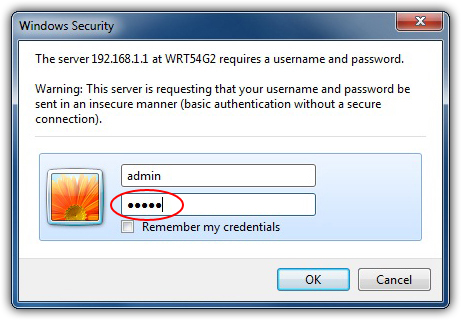 Windows Security
The server 192.168.1.1 at WRT54G2 requires a username and password.
Warning: This server is requesting that your username and password be
sent in an insecure manner (basic authentication without a secure
connection).
admin
●●●●●
Remember my credentials
OK
Cancel